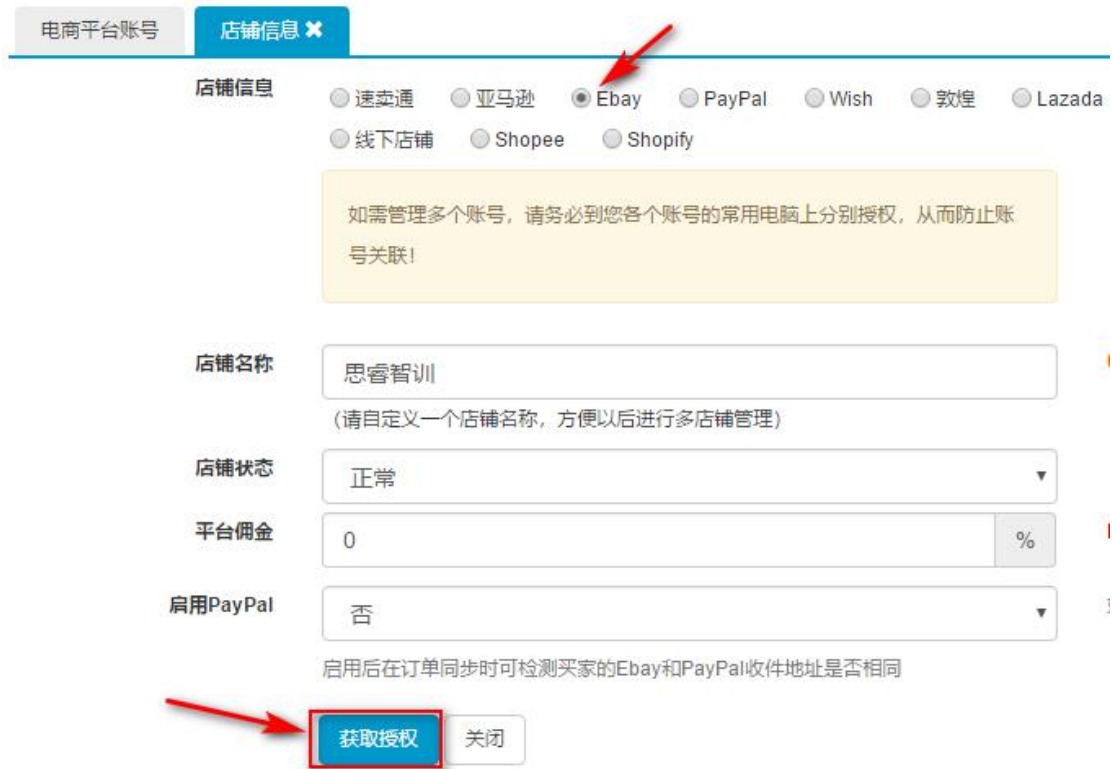 电商平台账号 店铺信息 ✖
店铺信息
速卖通 亚马逊 Ebay PayPal Wish 敦煌 Lazada
线下店铺 Shopee Shopify
如需管理多个账号，请务必到您各个账号的常用电脑上分别授权，从而防止账
号关联！
店铺名称 思睿智训
(请自定义一个店铺名称，方便以后进行多店铺管理)
店铺状态 正常
平台佣金 0 %
启用PayPal 否
启用后在订单同步时可检测买家的Ebay和PayPal收件地址是否相同
获取授权 关闭